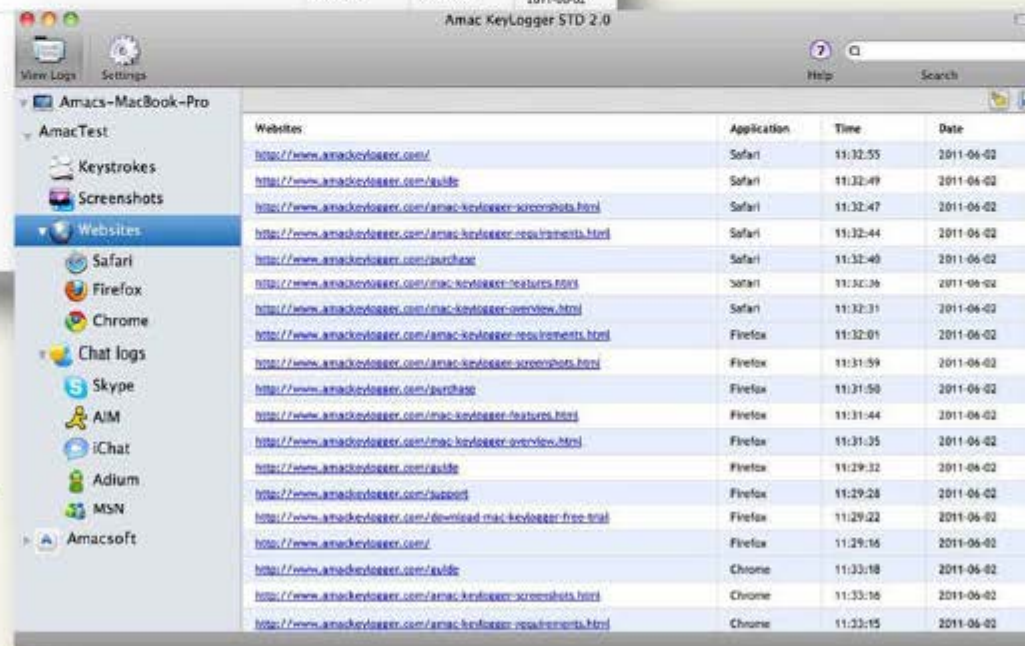 2011-06-02
Amac KeyLogger STD 2.0
View Logs Settings Help Search
Amacs-MacBook-Pro
AmacTest
Keystrokes
Screenshots
Websites
Safari
Firefox
Chrome
Chat logs
Skype
AIM
iChat
Adium
MSN
Amacsoft
Websites Application Time Date
http://www.amackeylogger.com/ Safari 11:32:55 2011-06-02
http://www.amackeylogger.com/guide Safari 11:32:49 2011-06-02
http://www.amackeylogger.com/amac-keylogger-screenshots.html Safari 11:32:47 2011-06-02
http://www.amackeylogger.com/amac-keylogger-requirements.html Safari 11:32:44 2011-06-02
http://www.amackeylogger.com/purchase Safari 11:32:40 2011-06-02
http://www.amackeylogger.com/mac-keylogger-features.html Safari 11:32:36 2011-06-02
http://www.amackeylogger.com/mac-keylogger-overview.html Safari 11:32:31 2011-06-02
http://www.amackeylogger.com/amac-keylogger-requirements.html Firefox 11:32:01 2011-06-02
http://www.amackeylogger.com/amac-keylogger-screenshots.html Firefox 11:31:59 2011-06-02
http://www.amackeylogger.com/purchase Firefox 11:31:50 2011-06-02
http://www.amackeylogger.com/mac-keylogger-features.html Firefox 11:31:44 2011-06-02
http://www.amackeylogger.com/mac-keylogger-overview.html Firefox 11:31:35 2011-06-02
http://www.amackeylogger.com/guide Firefox 11:29:32 2011-06-02
http://www.amackeylogger.com/support Firefox 11:29:28 2011-06-02
http://www.amackeylogger.com/download-mac-keylogger-free-trial Firefox 11:29:22 2011-06-02
http://www.amackeylogger.com/ Firefox 11:29:16 2011-06-02
http://www.amackeylogger.com/guide Chrome 11:33:18 2011-06-02
http://www.amackeylogger.com/amac-keylogger-screenshots.html Chrome 11:33:16 2011-06-02
http://www.amackeylogger.com/amac-keylogger-requirements.html Chrome 11:33:15 2011-06-02